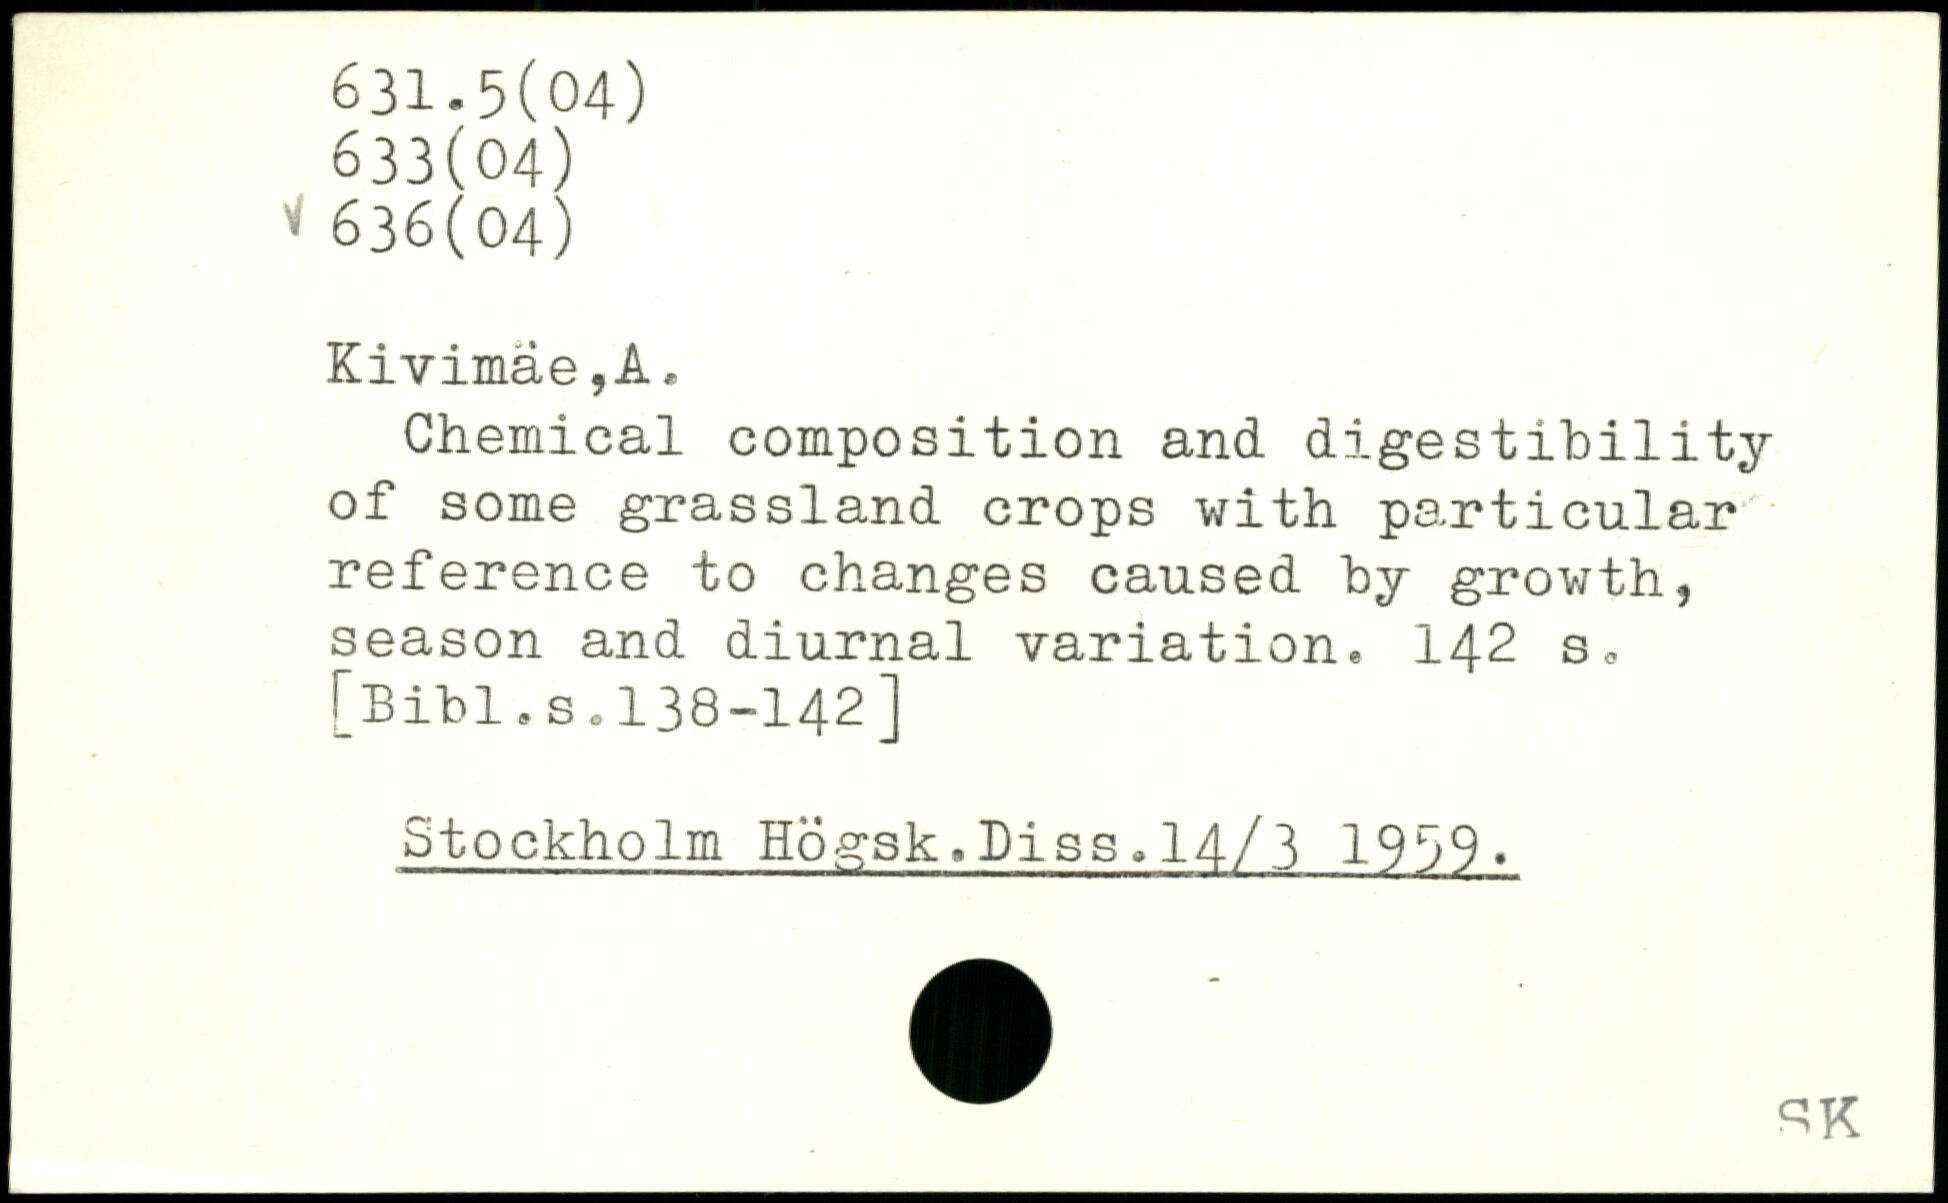 631.5(04)
633(04)
✓ 636(04)
Kivimäe,A.
Chemical composition and digestibility
of some grassland crops with particular
reference to changes caused by growth,
season and diurnal variation. 142 s.
[Bibl.s.138-142]
Stockholm Högsk.Diss.14/3 1959.
SK